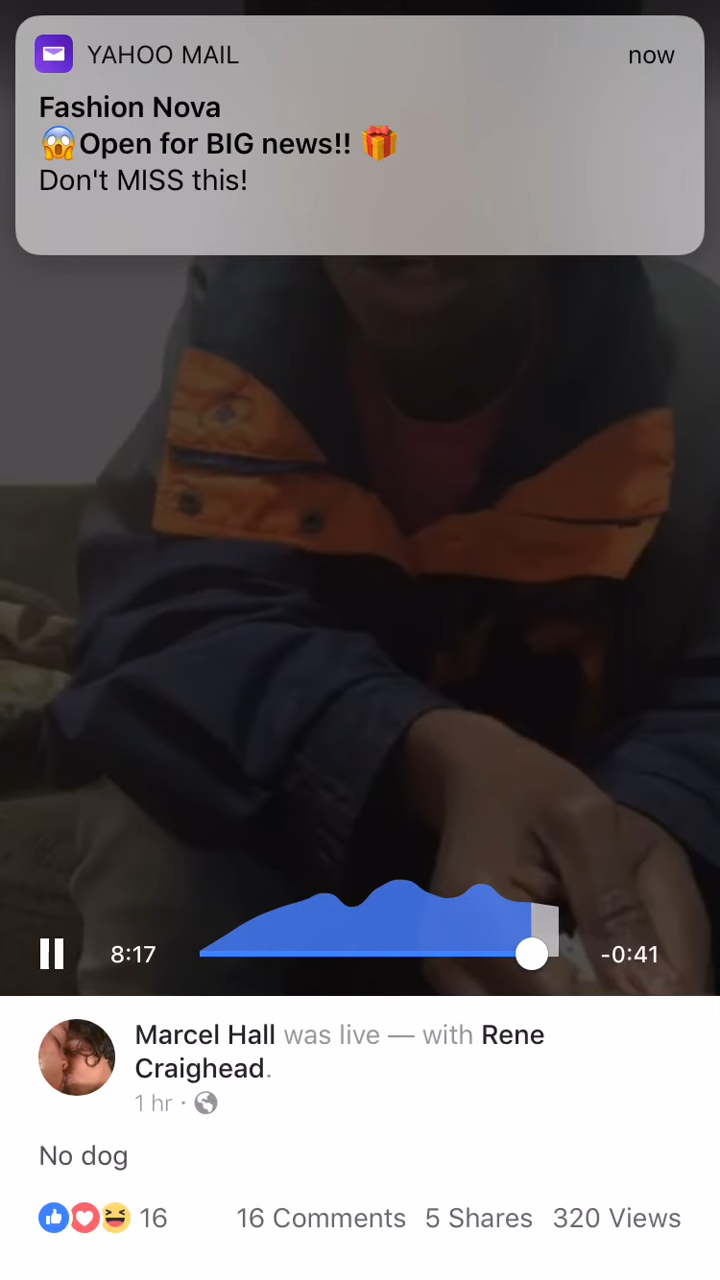 YAHOO MAIL now
Fashion Nova
😱Open for BIG news!! 🎁
Don't MISS this!
8:17 -0:41
Marcel Hall was live — with Rene
Craighead.
1 hr ·
No dog
16 16 Comments 5 Shares 320 Views